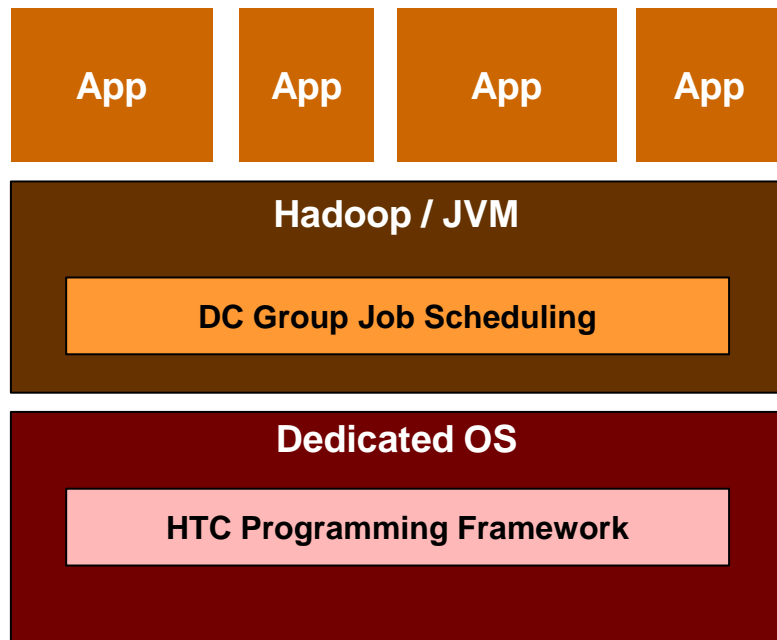 App App App App
Hadoop / JVM
DC Group Job Scheduling
Dedicated OS
HTC Programming Framework